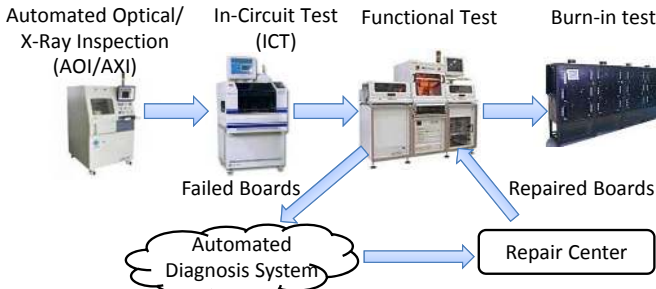 Automated Optical/
X-Ray Inspection
(AOI/AXI)
In-Circuit Test
(ICT)
Functional Test
Burn-in test
Failed Boards
Repaired Boards
Automated
Diagnosis System
Repair Center